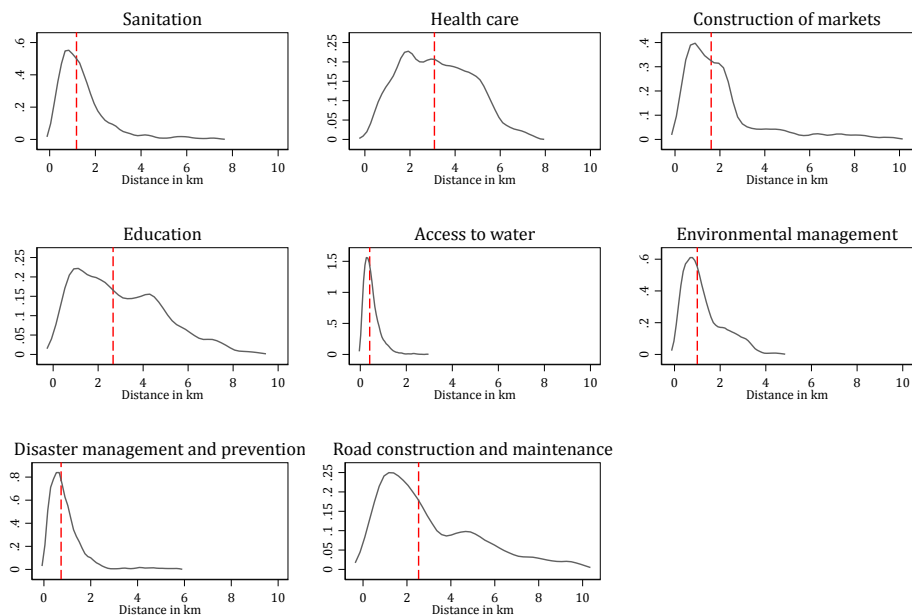 Sanitation
Health care
Construction of markets
0 .2 .4 .6
0 .05 .1 .15 .2 .25
0 .1 .2 .3 .4
0 2 4 6 8 10
0 2 4 6 8 10
0 2 4 6 8 10
Distance in km
Distance in km
Distance in km
Education
Access to water
Environmental management
0 .05 .1 .15 .2 .25
0 .5 1 1.5
0 .2 .4 .6
0 2 4 6 8 10
0 2 4 6 8 10
0 2 4 6 8 10
Distance in km
Distance in km
Distance in km
Disaster management and prevention
Road construction and maintenance
0 .2 .4 .6 .8
0 .05 .1 .15 .2 .25
0 2 4 6 8 10
0 2 4 6 8 10
Distance in km
Distance in km